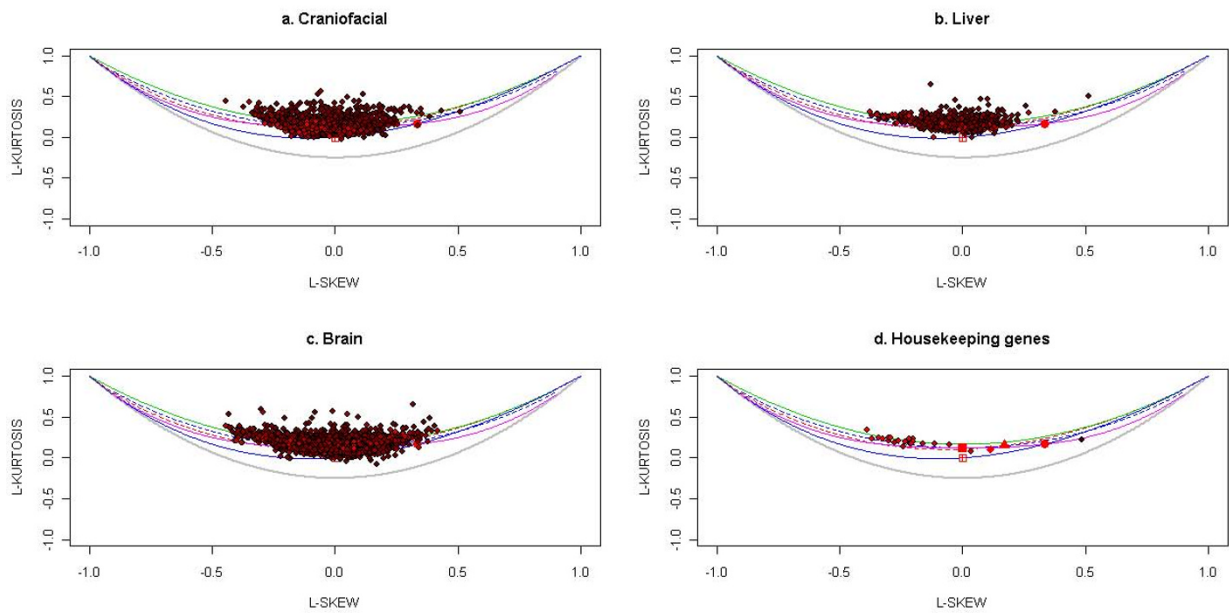 a. Craniofacial
1.0
0.5
0.0
-0.5
-1.0
L-KURTOSIS
-1.0 -0.5 0.0 0.5 1.0
L-SKEW
b. Liver
1.0
0.5
0.0
-0.5
-1.0
L-KURTOSIS
-1.0 -0.5 0.0 0.5 1.0
L-SKEW
c. Brain
1.0
0.5
0.0
-0.5
-1.0
L-KURTOSIS
-1.0 -0.5 0.0 0.5 1.0
L-SKEW
d. Housekeeping genes
1.0
0.5
0.0
-0.5
-1.0
L-KURTOSIS
-1.0 -0.5 0.0 0.5 1.0
L-SKEW